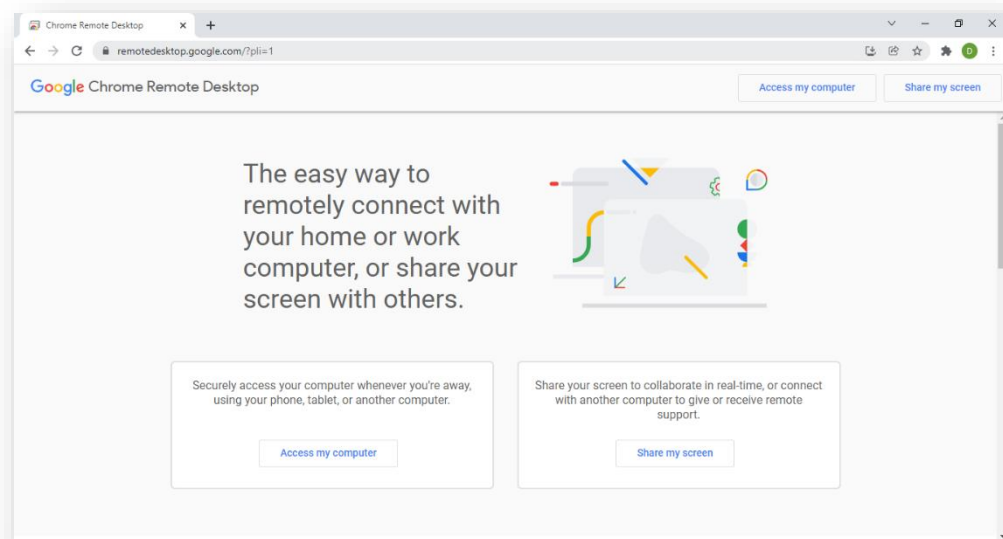 Chrome Remote Desktop
remotedesktop.google.com/?pli=1
D
Google Chrome Remote Desktop
Access my computer
Share my screen
The easy way to
remotely connect with
your home or work
computer, or share your
screen with others.
Securely access your computer whenever you're away,
using your phone, tablet, or another computer.
Access my computer
Share your screen to collaborate in real-time, or connect
with another computer to give or receive remote
support.
Share my screen